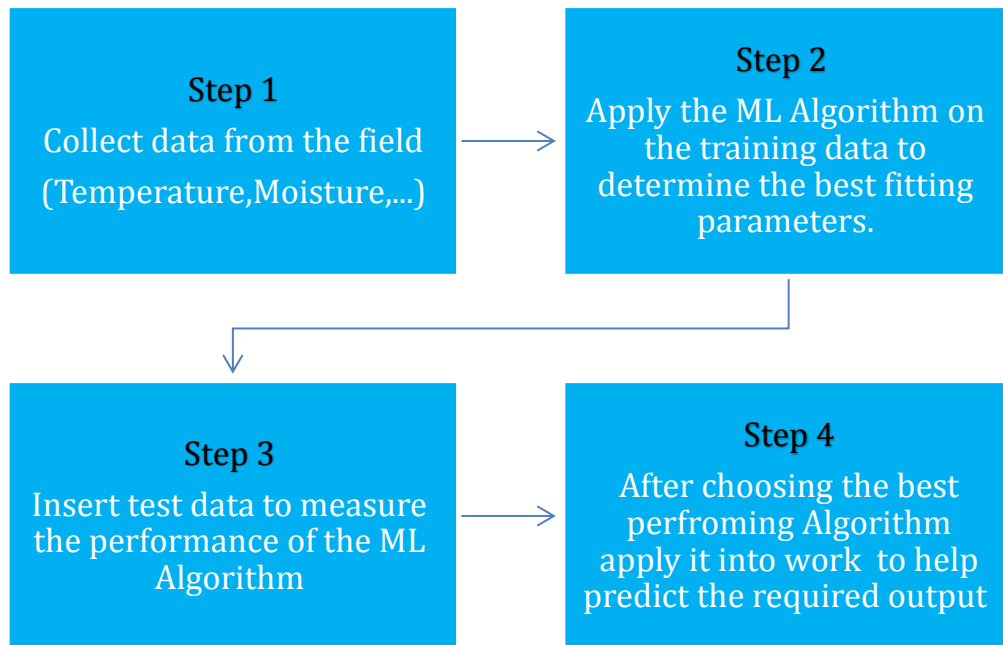 Step 1
Collect data from the field
(Temperature,Moisture,...)
Step 2
Apply the ML Algorithm on
the training data to
determine the best fitting
parameters.
Step 3
Insert test data to measure
the performance of the ML
Algorithm
Step 4
After choosing the best
perfroming Algorithm
apply it into work  to help
predict the required output